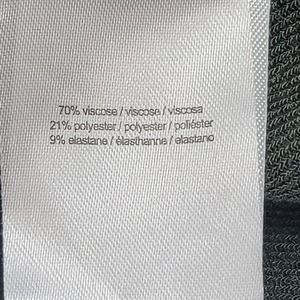 70% viscose / viscose / viscosa
21% polyester / polyester / poliéster
9% elastane / élasthanne / elastano